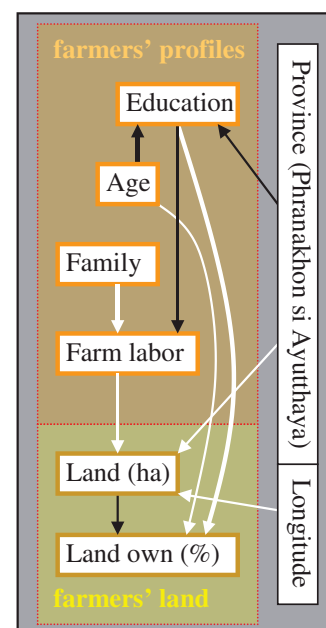 farmers' profiles
Education
Age
Family
Farm labor
Land (ha)
Land own (%)
farmers' land
Province (Phranakhon si Ayutthaya)
Longitude